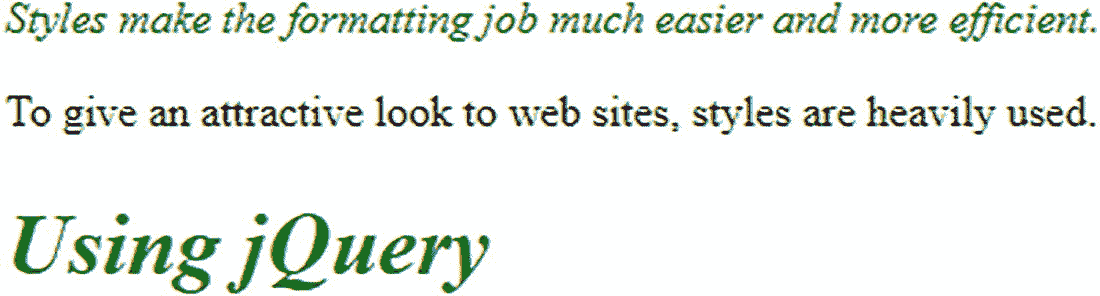 Styles make the formatting job much easier and more efficient.
To give an attractive look to web sites, styles are heavily used.
Using jQuery